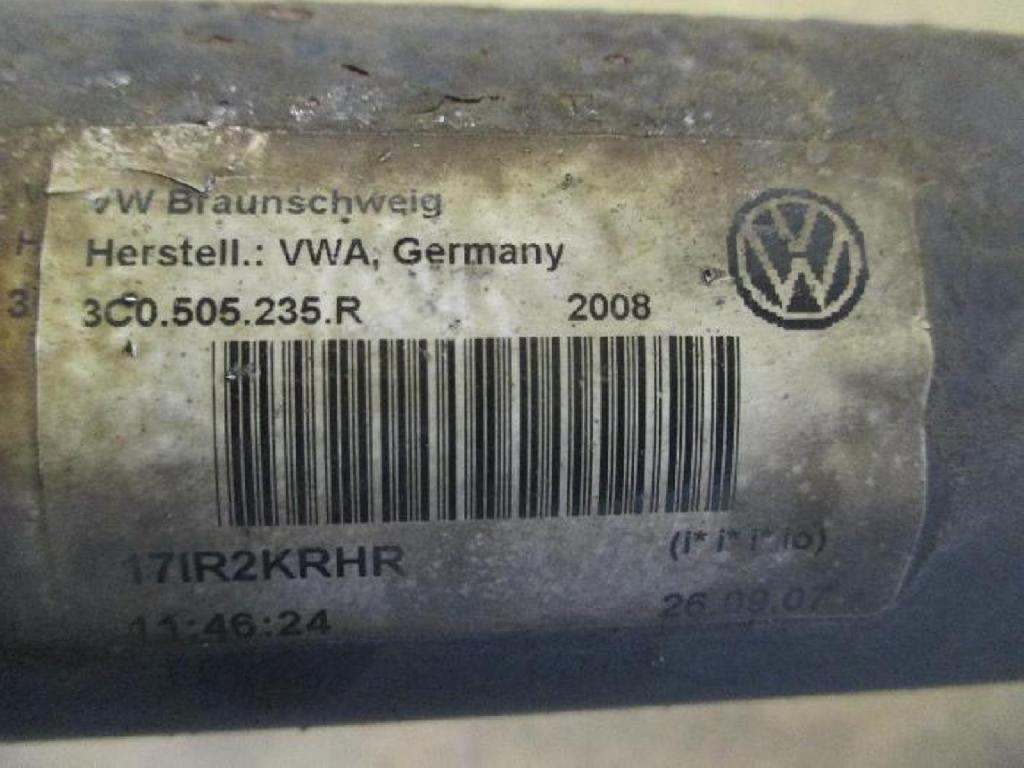 VW Braunschweig
Herstell.: VWA, Germany
3C0.505.235.R 2008
17IR2KRHR (i* i* i* io)
11:46:24 26.09.07